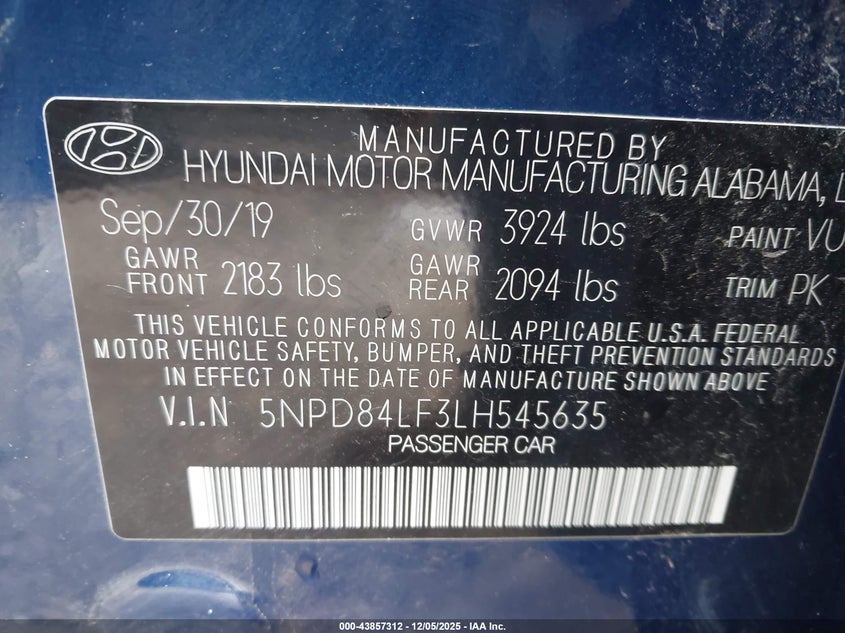 MANUFACTURED BY
HYUNDAI MOTOR MANUFACTURING ALABAMA,
Sep/30/19 GVWR 3924 lbs PAINT VU
GAWR FRONT 2183 lbs GAWR REAR 2094 lbs TRIM PK
THIS VEHICLE CONFORMS TO ALL APPLICABLE U.S.A. FEDERAL
MOTOR VEHICLE SAFETY, BUMPER, AND THEFT PREVENTION STANDARDS
IN EFFECT ON THE DATE OF MANUFACTURE SHOWN ABOVE
V.I.N 5NPD84LF3LH545635
PASSENGER CAR
000-43857312 - 12/05/2025 - IAA Inc.